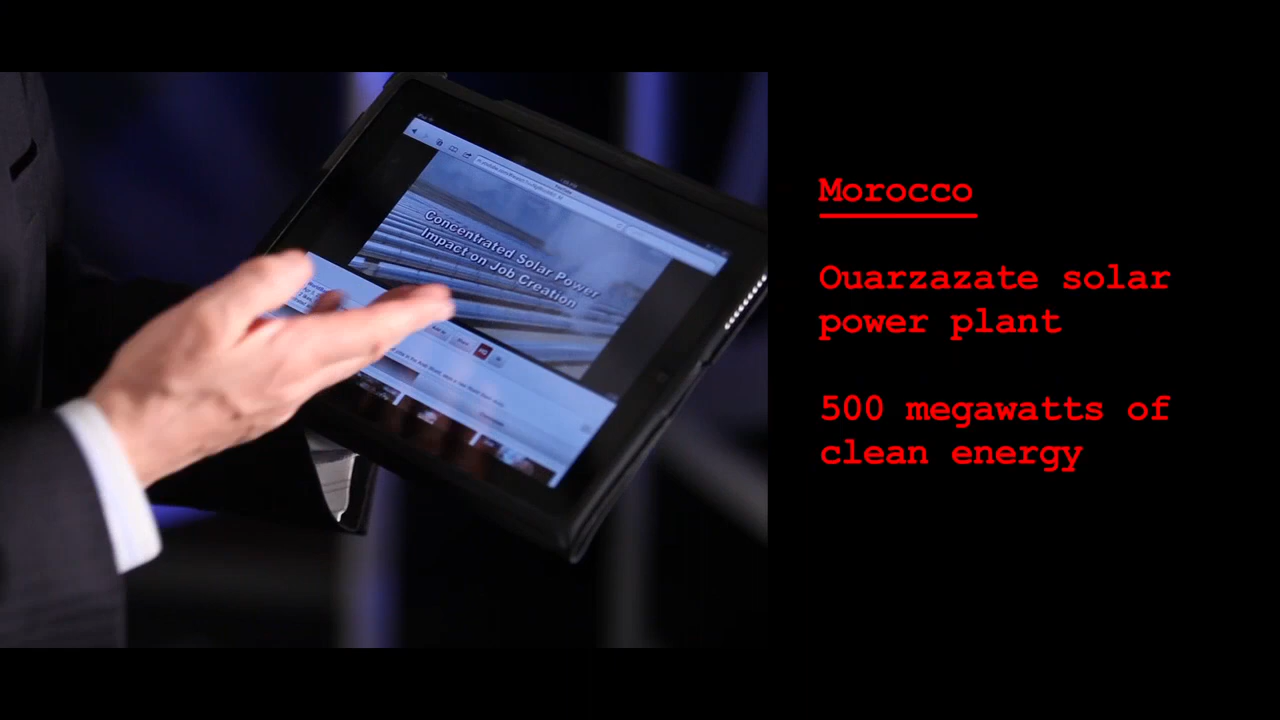 Concentrated Solar Power
Impact on Job Creation
Morocco
Ouarzazate solar
power plant
500 megawatts of
clean energy